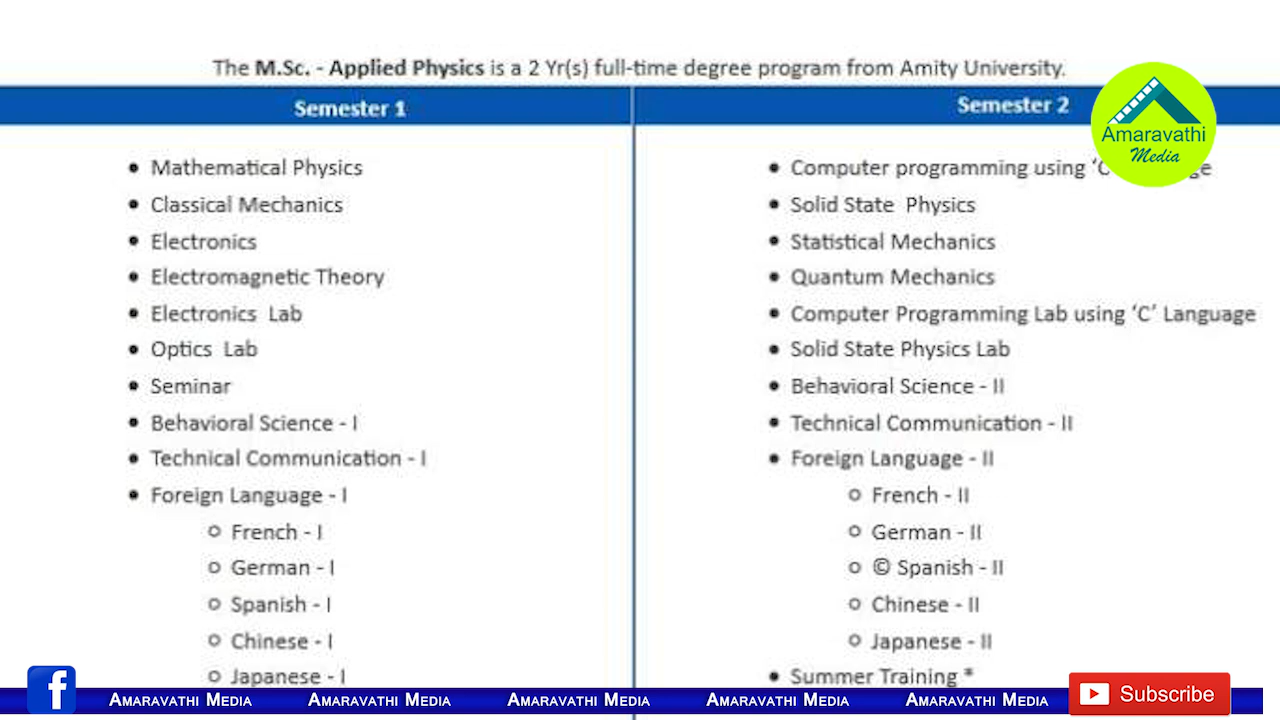 The M.Sc. - Applied Physics is a 2 Yr(s) full-time degree program from Amity University.
Semester 1
Mathematical Physics
Classical Mechanics
Electronics
Electromagnetic Theory
Electronics Lab
Optics Lab
Seminar
Behavioral Science - I
Technical Communication - I
Foreign Language - I
French - I
German - I
Spanish - I
Chinese - I
Japanese - I
Semester 2
Computer programming using
Solid State Physics
Statistical Mechanics
Quantum Mechanics
Computer Programming Lab using ‘C’ Language
Solid State Physics Lab
Behavioral Science - II
Technical Communication - II
Foreign Language - II
French - II
German - II
© Spanish - II
Chinese - II
Japanese - II
Summer Training *
Amaravathi
Media
f
AMARAVATHI MEDIA AMARAVATHI MEDIA AMARAVATHI MEDIA AMARAVATHI MEDIA AMARAVATHI MEDIA
Subscribe